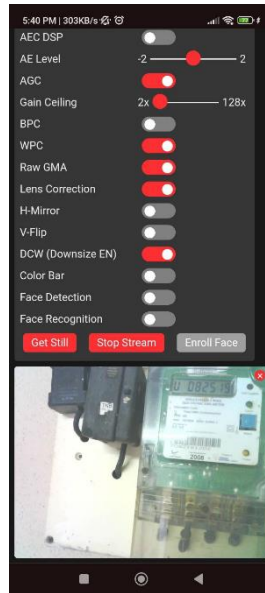 5:40 PM | 303KB/s
AEC DSP
AE Level -2 2
AGC
Gain Ceiling 2x 128x
BPC
WPC
Raw GMA
Lens Correction
H-Mirror
V-Flip
DCW (Downsize EN)
Color Bar
Face Detection
Face Recognition
Get Still Stop Stream Enroll Face
2008